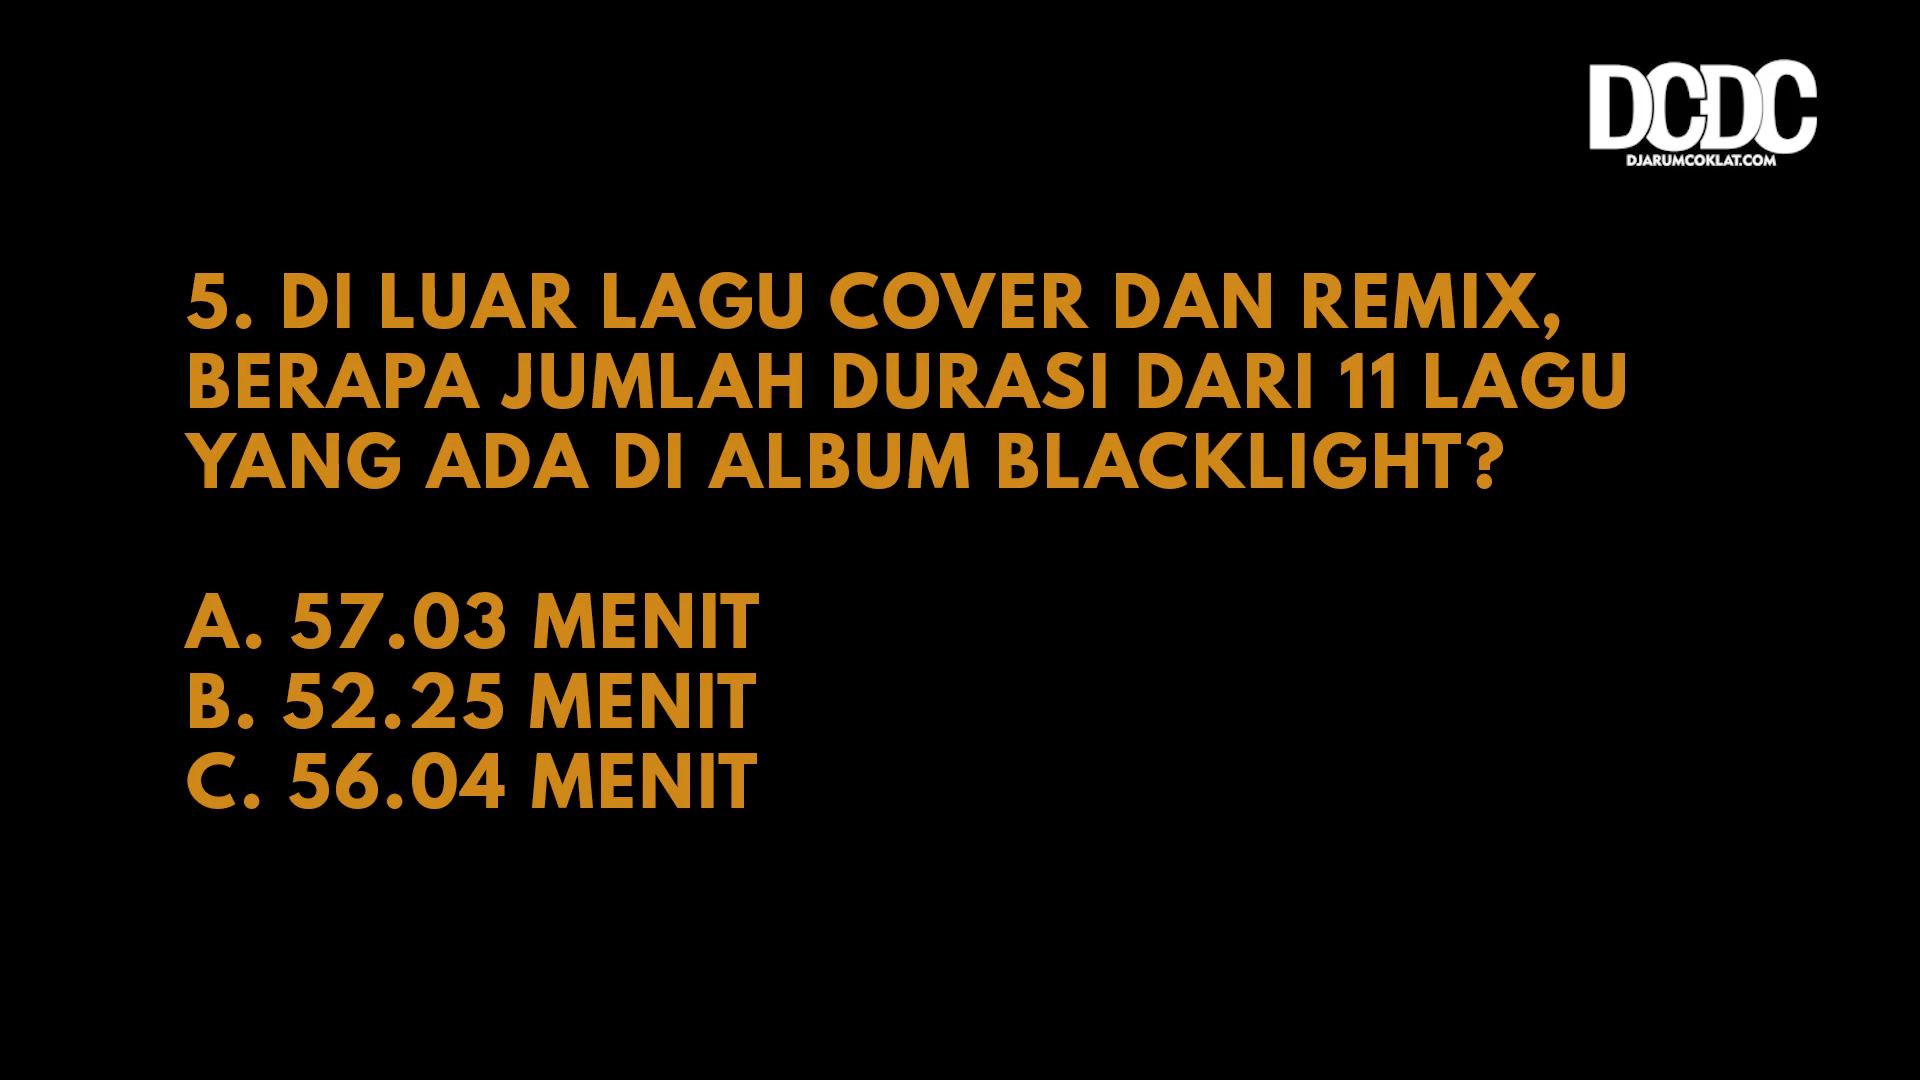 DCDC
DJARUMCOKLAT.COM
5. DI LUAR LAGU COVER DAN REMIX,
BERAPA JUMLAH DURASI DARI 11 LAGU
YANG ADA DI ALBUM BLACKLIGHT?
A. 57.03 MENIT
B. 52.25 MENIT
C. 56.04 MENIT